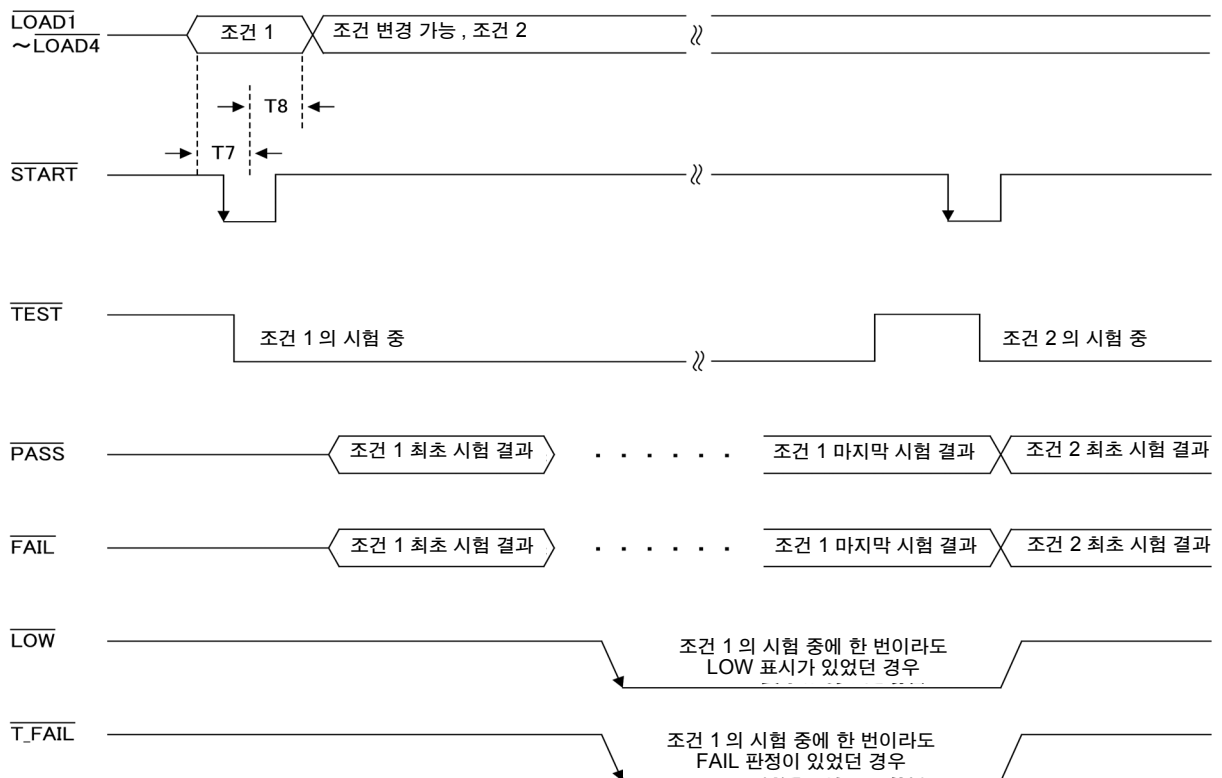 LOAD1
~LOAD4
조건 1
조건 변경 가능 , 조건 2
T8
T7
START
TEST
조건 1 의 시험 중
조건 2 의 시험 중
PASS
조건 1 최초 시험 결과
조건 1 마지막 시험 결과
조건 2 최초 시험 결과
FAIL
조건 1 최초 시험 결과
조건 1 마지막 시험 결과
조건 2 최초 시험 결과
LOW
조건 1 의 시험 중에 한 번이라도
LOW 표시가 있었던 경우
T_FAIL
조건 1 의 시험 중에 한 번이라도
FAIL 판정이 있었던 경우